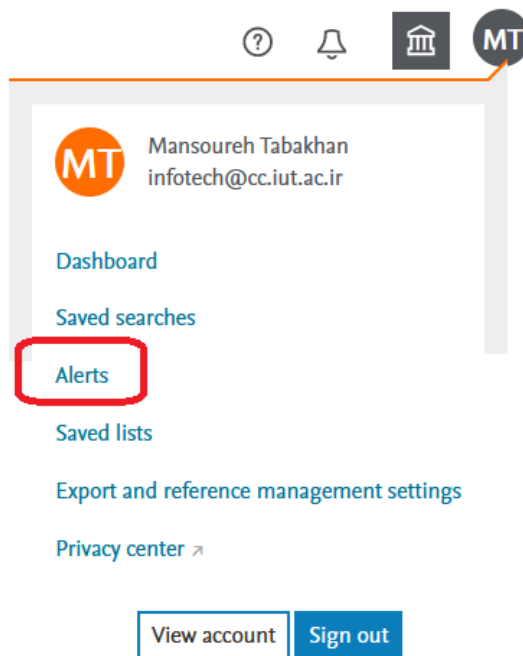 ?
MT
MT
Mansoureh Tabakhan
infotech@cc.iut.ac.ir
Dashboard
Saved searches
Alerts
Saved lists
Export and reference management settings
Privacy center ↗
View account
Sign out